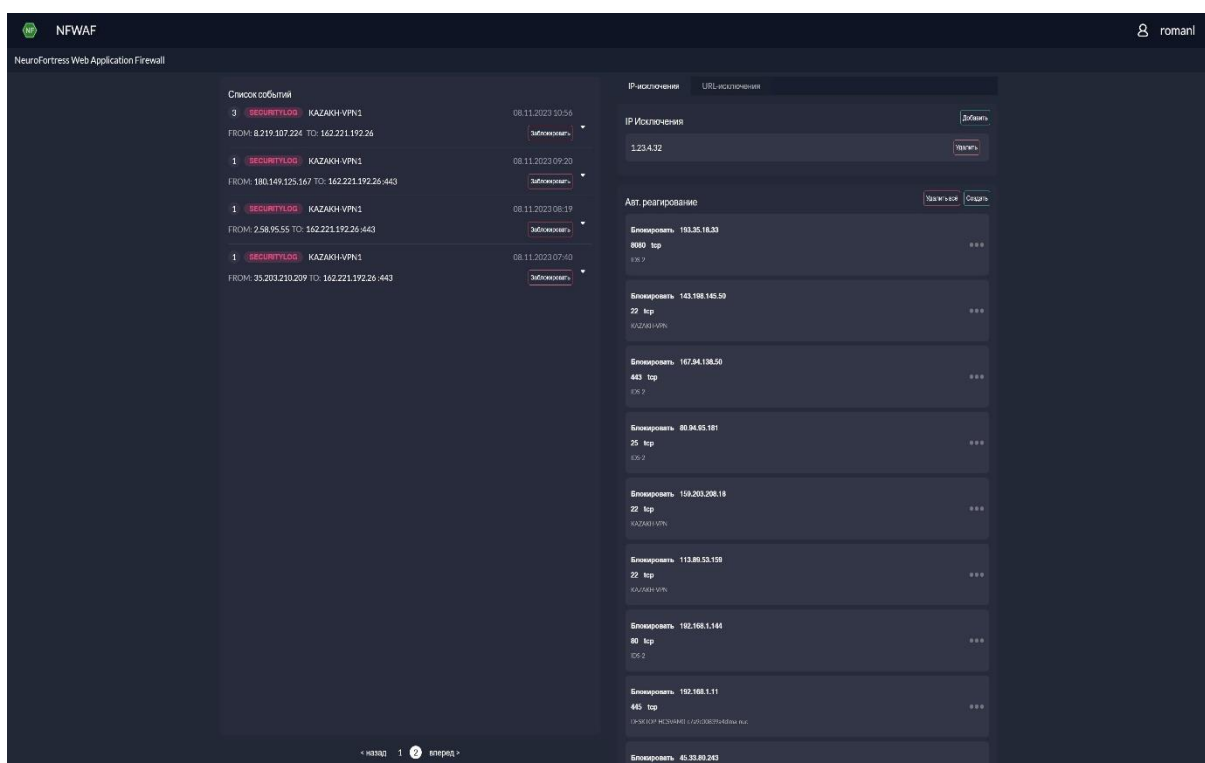 NF NFWAF
romanl
NeuroFortress Web Application Firewall
Список событий
3 SECURITYLOG KAZAKH-VPN1 08.11.2023 10:56
FROM: 8.219.107.224 TO: 162.221.192.26 Заблокировать
1 SECURITYLOG KAZAKH-VPN1 08.11.2023 09:20
FROM: 180.149.125.167 TO: 162.221.192.26 :443 Заблокировать
1 SECURITYLOG KAZAKH-VPN1 08.11.2023 08:19
FROM: 2.58.95.55 TO: 162.221.192.26 :443 Заблокировать
1 SECURITYLOG KAZAKH-VPN1 08.11.2023 07:40
FROM: 35.203.210.209 TO: 162.221.192.26 :443 Заблокировать
< назад 1 2 вперед >
IP-исключения URL-исключения
IP Исключения Добавить
1.23.4.32 Удалить
Авт. реагирование Удалить всё Создать
Блокировать 193.35.18.33
8080 tcp
IDS 2
Блокировать 143.198.145.50
22 tcp
KAZAKH-VPN
Блокировать 167.94.138.50
443 tcp
IDS 2
Блокировать 80.94.95.181
25 tcp
IDS-2
Блокировать 159.203.208.18
22 tcp
KAZAKH-VPN
Блокировать 113.89.53.159
22 tcp
KAZAKH-VPN
Блокировать 192.168.1.144
80 tcp
IDS-2
Блокировать 192.168.1.11
445 tcp
Блокировать 45.33.80.243